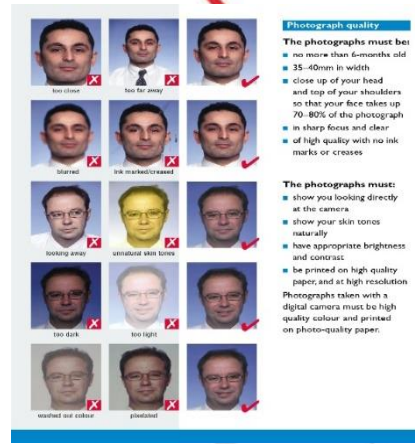 Photograph quality
The photographs must be:
no more than 6-months old
35–40mm in width
close up of your head
and top of your shoulders
so that your face takes up
70–80% of the photograph
in sharp focus and clear
of high quality with no ink
marks or creases
The photographs must:
show you looking directly
at the camera
show your skin tones
naturally
have appropriate brightness
and contrast
be printed on high quality
paper, and at high resolution
Photographs taken with a
digital camera must be high
quality colour and printed
on photo-quality paper.
too close
too far away
blurred
ink marked/creased
looking away
unnatural skin tones
too dark
too light
washed out colour
pixelated